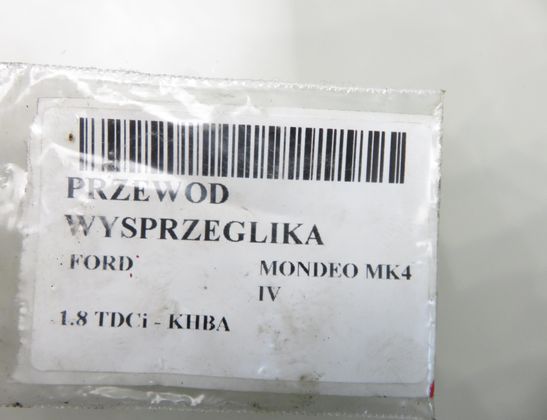 PRZEWOD
WYSPRZEGLIKA
FORD MONDEO MK4
IV
1.8 TDCi - KHBA